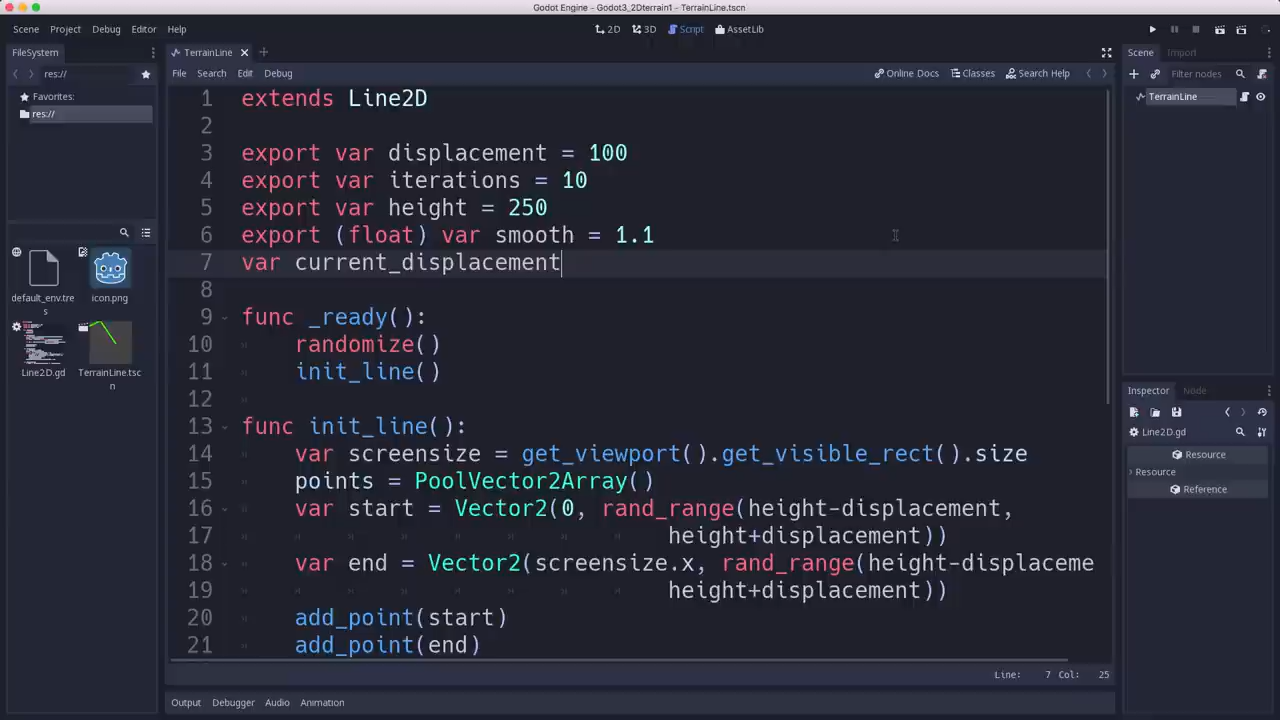 Godot Engine - Godot3_2Dterrain1 - TerrainLine.tscn
Scene Project Debug Editor Help
2D 3D Script AssetLib
FileSystem
res://
Favorites:
res://
default_env.tre
s
icon.png
Line2D.gd
TerrainLine.tsc
n
TerrainLine
File Search Edit Debug
Online Docs Classes Search Help
1 extends Line2D
2
3 export var displacement = 100
4 export var iterations = 10
5 export var height = 250
6 export (float) var smooth = 1.1
7 var current_displacement
8
9 func _ready():
10 randomize()
11 init_line()
12
13 func init_line():
14 var screensize = get_viewport().get_visible_rect().size
15 points = PoolVector2Array()
16 var start = Vector2(0, rand_range(height-displacement,
17 height+displacement))
18 var end = Vector2(screensize.x, rand_range(height-displaceme
19 height+displacement))
20 add_point(start)
21 add_point(end)
Line: 7 Col: 25
Output Debugger Audio Animation
Scene Import
Filter nodes
TerrainLine
Inspector Node
Line2D.gd
Resource
Resource
Reference